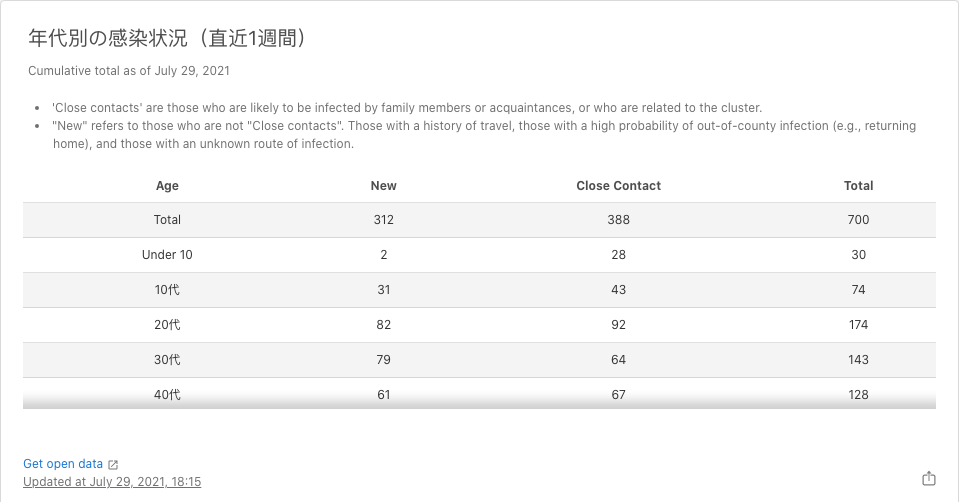 年代別の感染状況（直近1週間）
Cumulative total as of July 29, 2021
• 'Close contacts' are those who are likely to be infected by family members or acquaintances, or who are related to the cluster.
• "New" refers to those who are not "Close contacts". Those with a history of travel, those with a high probability of out-of-county infection (e.g., returning
home), and those with an unknown route of infection.
Age New Close Contact Total
Total 312 388 700
Under 10 2 28 30
10代 31 43 74
20代 82 92 174
30代 79 64 143
40代 61 67 128
Get open data
Updated at July 29, 2021, 18:15